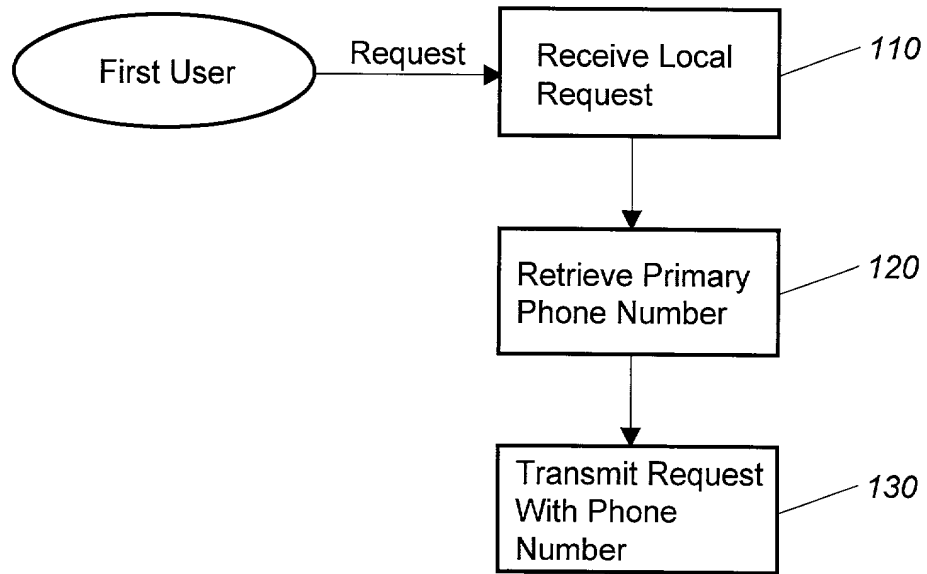 First User
Request
Receive Local
Request
110
Retrieve Primary
Phone Number
120
Transmit Request
With Phone
Number
130